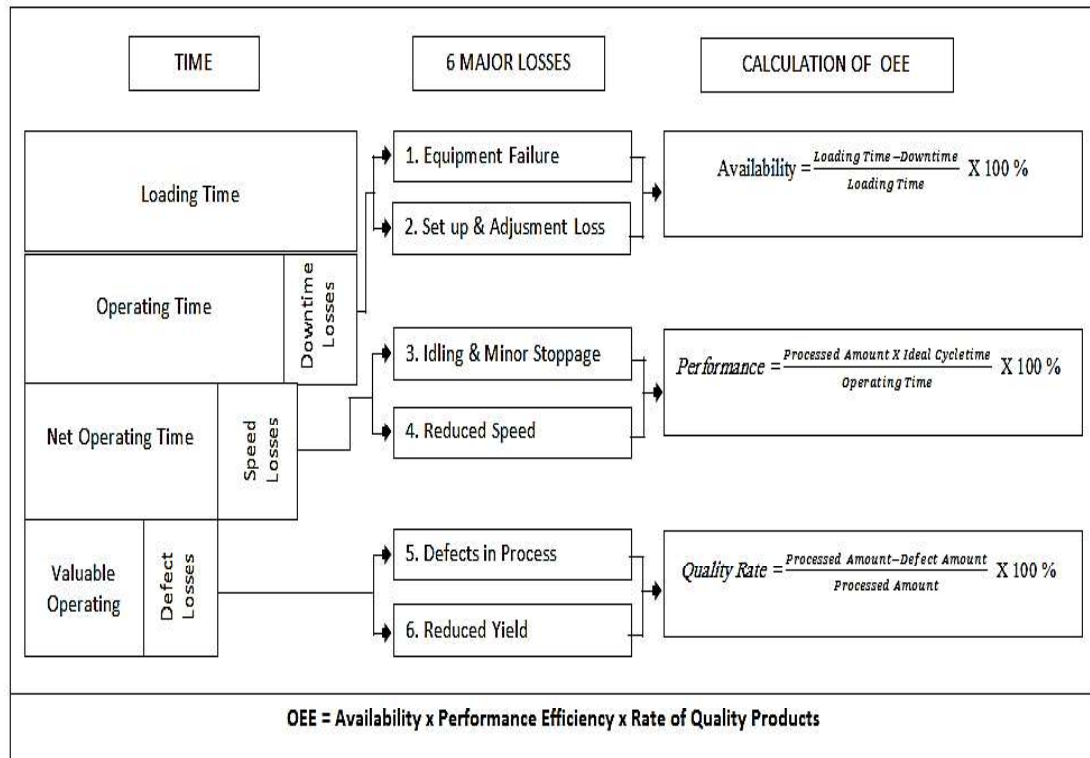 TIME
6 MAJOR LOSSES
CALCULATION OF OEE
Loading Time
Operating Time
Downtime
Losses
Net Operating Time
Speed
Losses
Valuable
Operating
Defect
Losses
1. Equipment Failure
2. Set up & Adjusment Loss
3. Idling & Minor Stoppage
4. Reduced Speed
5. Defects in Process
6. Reduced Yield
Availability = Loading Time–Downtime / Loading Time X 100 %
Performance = Processed Amount X Ideal Cycletime / Operating Time X 100 %
Quality Rate = Processed Amount–Defect Amount / Processed Amount X 100 %
OEE = Availability x Performance Efficiency x Rate of Quality Products